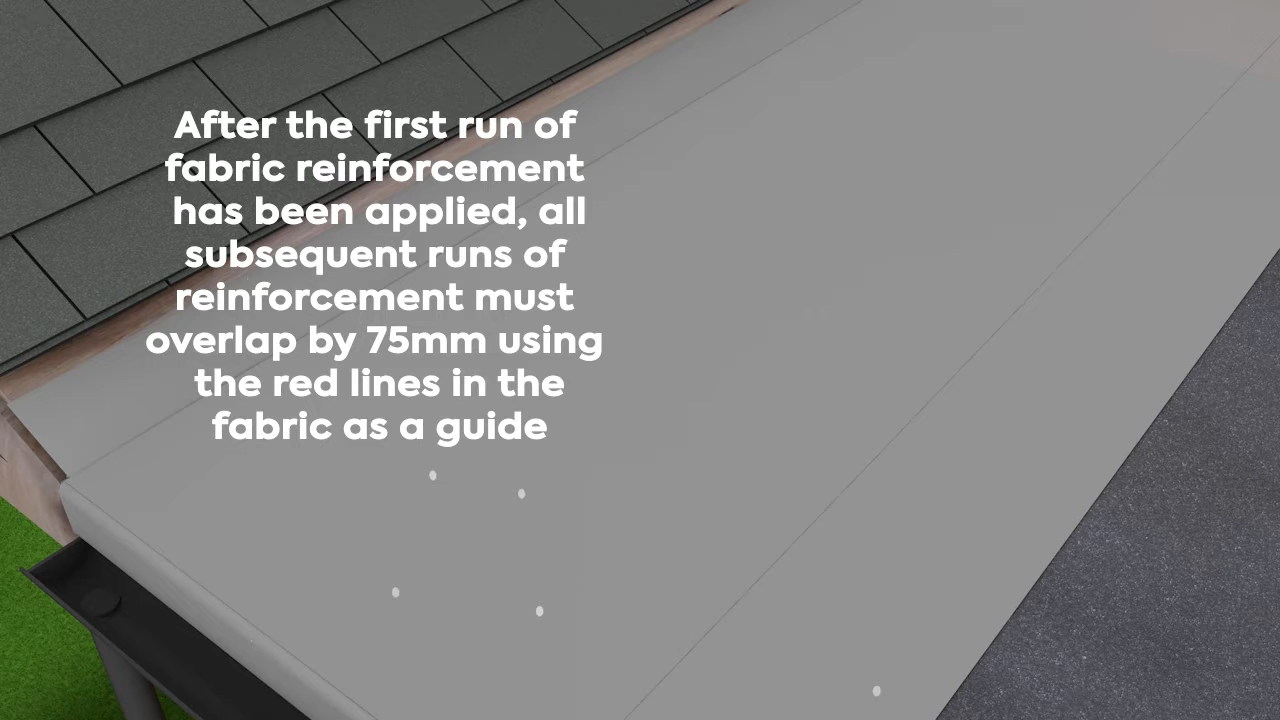 After the first run of
fabric reinforcement
has been applied, all
subsequent runs of
reinforcement must
overlap by 75mm using
the red lines in the
fabric as a guide